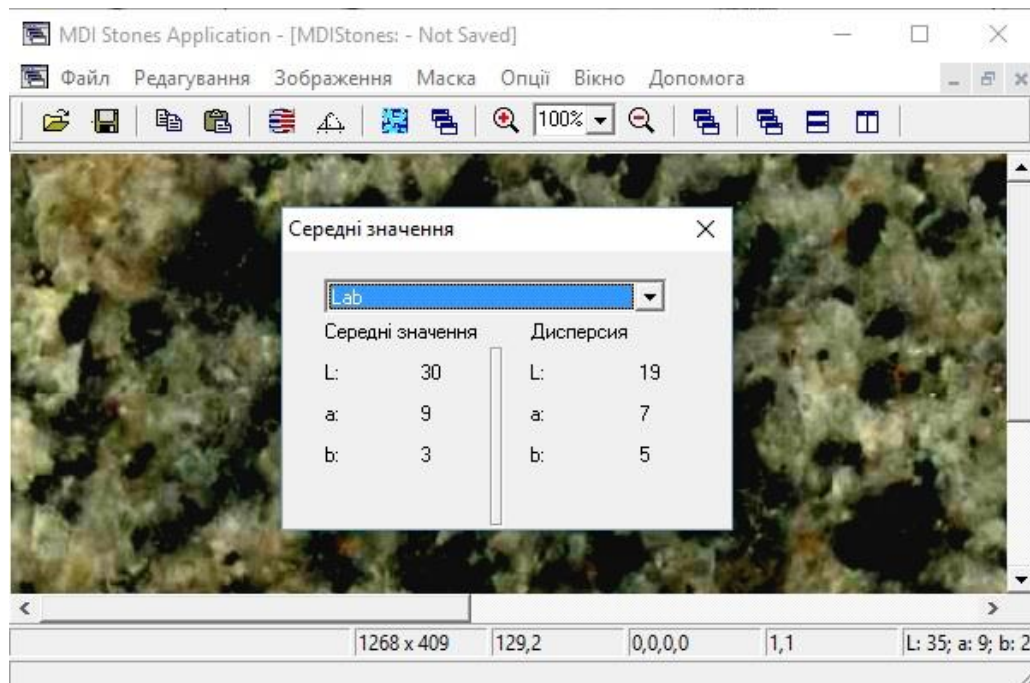 MDI Stones Application - [MDIStones: - Not Saved]
Файл Редагування Зображення Маска Опції Вікно Допомога
100%
Середні значення
Lab
Середні значення Дисперсия
L: 30 L: 19
a: 9 a: 7
b: 3 b: 5
1268 x 409 129,2 0,0,0,0 1,1 L: 35; a: 9; b: 2